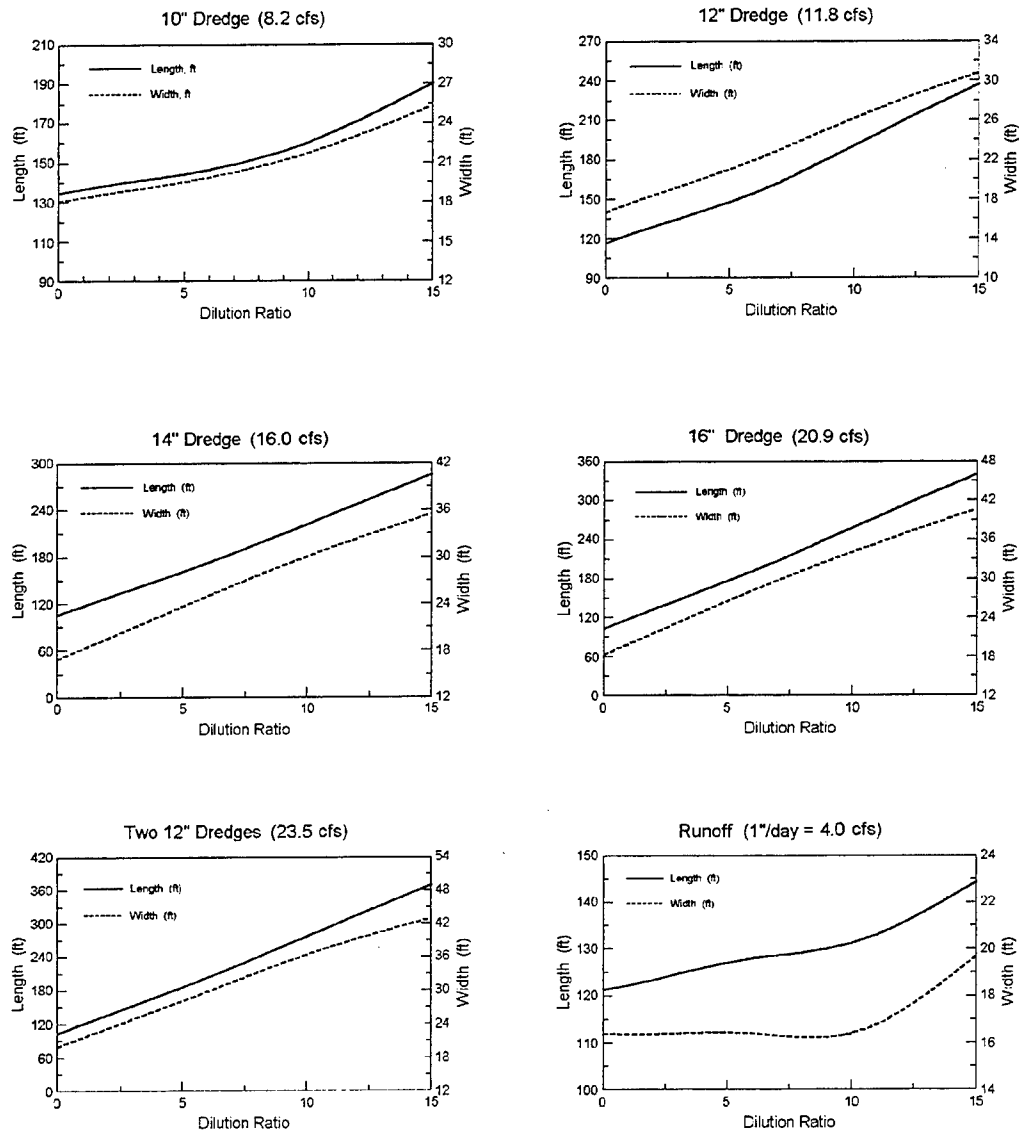 10" Dredge (8.2 cfs)
210
190
170
150
130
110
90
30
27
24
21
18
15
12
Length, ft
Width, ft
Length (ft)
Width (ft)
0
5
10
15
Dilution Ratio
12" Dredge (11.8 cfs)
270
240
210
180
150
120
90
34
30
26
22
18
14
10
Length (ft)
Width (ft)
Length (ft)
Width (ft)
0
5
10
15
Dilution Ratio
14" Dredge (16.0 cfs)
300
240
180
120
60
0
42
36
30
24
18
12
Length (ft)
Width (ft)
Length (ft)
Width (ft)
0
5
10
15
Dilution Ratio
16" Dredge (20.9 cfs)
360
300
240
180
120
60
0
48
42
36
30
24
18
12
Length (ft)
Width (ft)
Length (ft)
Width (ft)
0
5
10
15
Dilution Ratio
Two 12" Dredges (23.5 cfs)
420
360
300
240
180
120
60
0
54
48
42
36
30
24
18
12
Length (ft)
Width (ft)
Length (ft)
Width (ft)
0
5
10
15
Dilution Ratio
Runoff (1"/day = 4.0 cfs)
150
140
130
120
110
100
24
22
20
18
16
14
Length (ft)
Width (ft)
Length (ft)
Width (ft)
0
5
10
15
Dilution Ratio